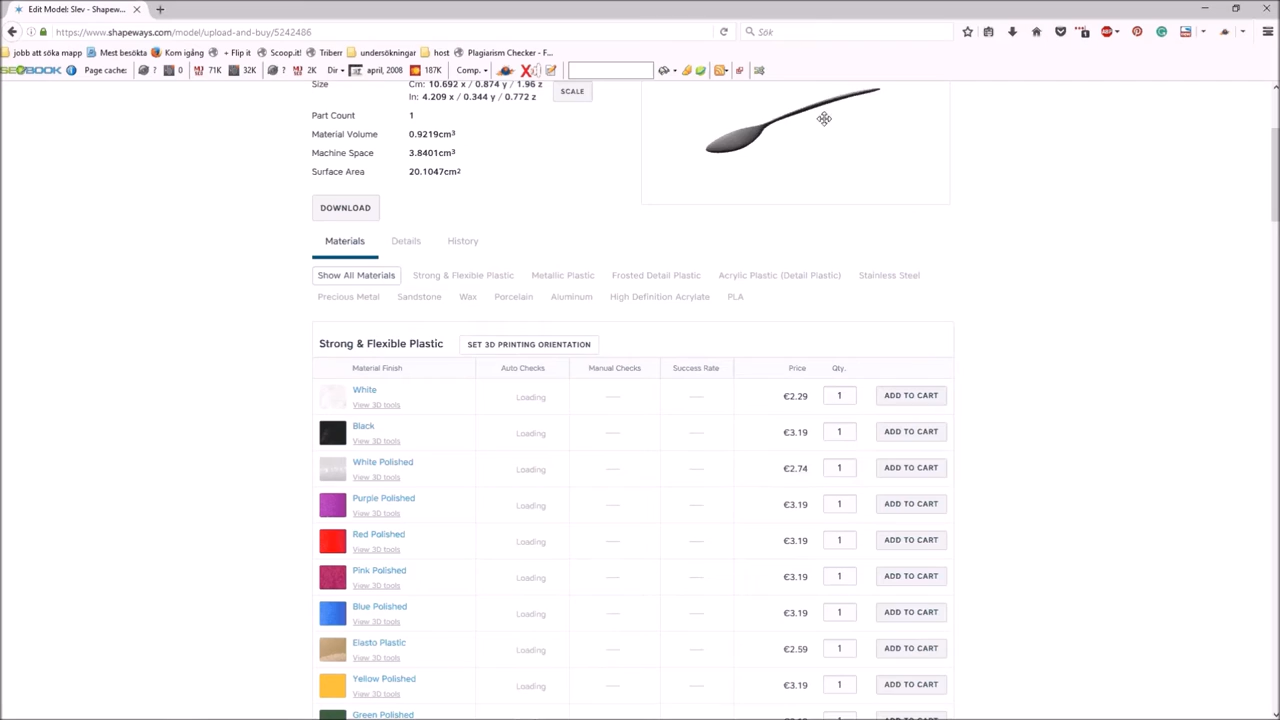 Edit Model: Slev - Shapew...
https://www.shapeways.com/model/upload-and-buy/5242486
Sök
jobb att söka mapp Mest besökta Kom igång + Flip it Scoop.it! Triberr undersökningar host Plagiarism Checker - F...
SEOBOOK Page cache: ? 0 71K 32K ? 2K Dir april, 2008 187K Comp.
Size Cm: 10.692 x / 0.874 y / 1.96 z
In: 4.209 x / 0.344 y / 0.772 z
SCALE
Part Count 1
Material Volume 0.9219cm³
Machine Space 3.8401cm³
Surface Area 20.1047cm²
DOWNLOAD
Materials Details History
Show All Materials Strong & Flexible Plastic Metallic Plastic Frosted Detail Plastic Acrylic Plastic (Detail Plastic) Stainless Steel
Precious Metal Sandstone Wax Porcelain Aluminum High Definition Acrylate PLA
Strong & Flexible Plastic SET 3D PRINTING ORIENTATION
Material Finish Auto Checks Manual Checks Success Rate Price Qty.
White Loading €2.29 1 ADD TO CART
View 3D tools
Black Loading €3.19 1 ADD TO CART
View 3D tools
White Polished Loading €2.74 1 ADD TO CART
View 3D tools
Purple Polished Loading €3.19 1 ADD TO CART
View 3D tools
Red Polished Loading €3.19 1 ADD TO CART
View 3D tools
Pink Polished Loading €3.19 1 ADD TO CART
View 3D tools
Blue Polished Loading €3.19 1 ADD TO CART
View 3D tools
Elasto Plastic Loading €2.59 1 ADD TO CART
View 3D tools
Yellow Polished Loading €3.19 1 ADD TO CART
View 3D tools
Green Polished